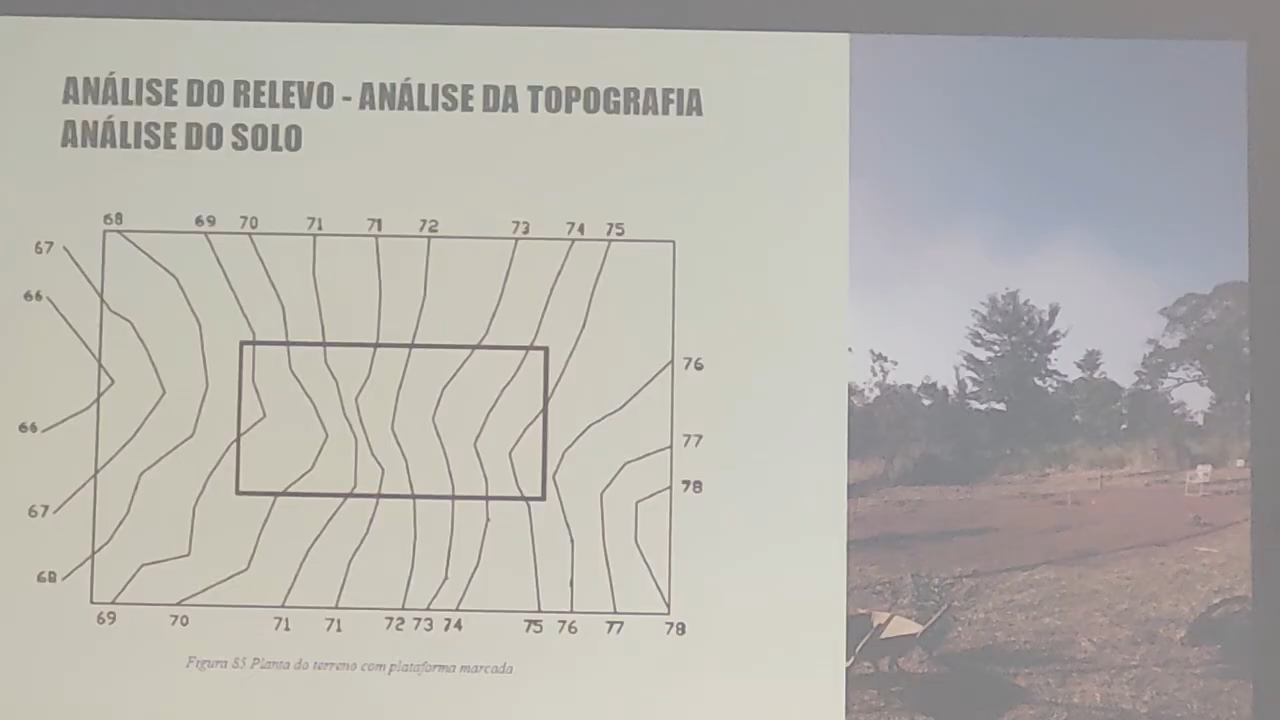 ANÁLISE DO RELEVO - ANÁLISE DA TOPOGRAFIA
ANÁLISE DO SOLO
68 69 70 71 71 72 73 74 75
67
66
76
66
77
78
67
68
69 70 71 71 72 73 74 75 76 77 78
Figura 85 Planta do terreno com plataforma marcada